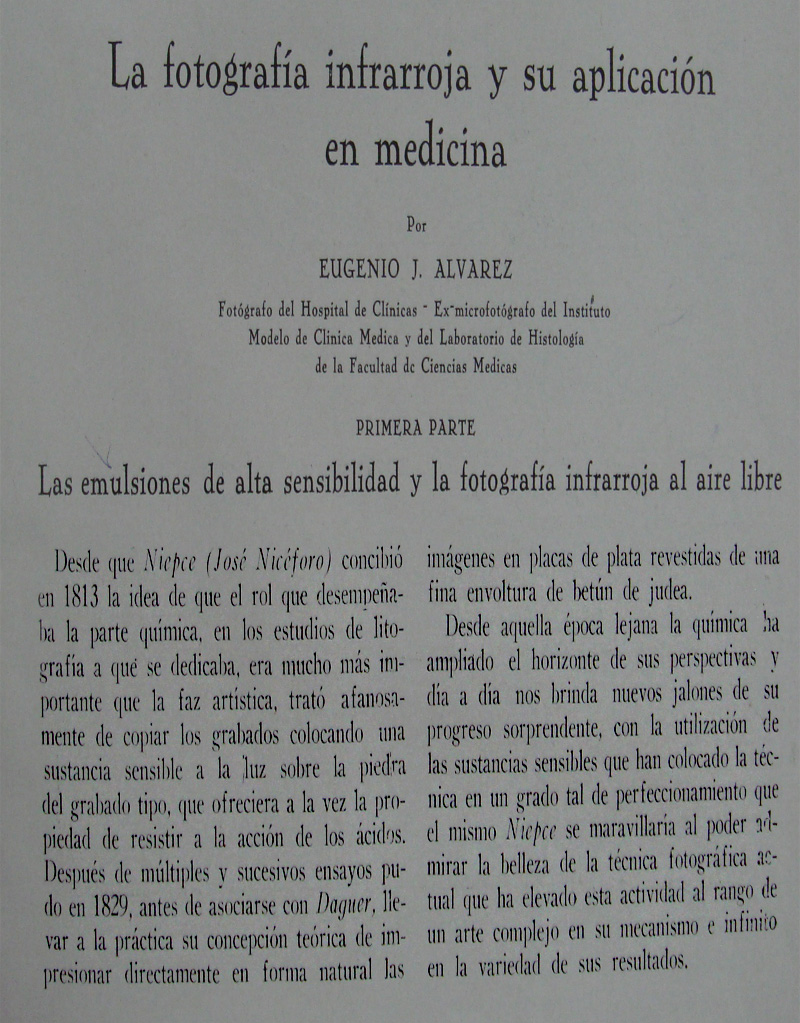 La fotografía infrarroja y su aplicación
en medicina
Por
EUGENIO J. ALVAREZ
Fotógrafo del Hospital de Clínicas - Ex-microfotógrafo del Instituto
Modelo de Clinica Medica y del Laboratorio de Histología
de la Facultad de Ciencias Medicas
PRIMERA PARTE
Las emulsiones de alta sensibilidad y la fotografía infrarroja al aire libre
Desde que Niepce (José Nicéforo) concibió
en 1813 la idea de que el rol que desempeña-
ba la parte química, en los estudios de lito-
grafía a que se dedicaba, era mucho más im-
portante que la faz artística, trató afanosa-
mente de copiar los grabados colocando una
sustancia sensible a la luz sobre la piedra
del grabado tipo, que ofreciera a la vez la pro-
piedad de resistir a la acción de los ácidos.
Después de múltiples y sucesivos ensayos pu-
do en 1829, antes de asociarse con Daguer, lle-
var a la práctica su concepción teórica de im-
presionar directamente en forma natural las
imágenes en placas de plata revestidas de una
fina envoltura de betún de judea.
Desde aquella época lejana la química ha
ampliado el horizonte de sus perspectivas y
día a día nos brinda nuevos jalones de su
progreso sorprendente, con la utilización de
las sustancias sensibles que han colocado la téc-
nica en un grado tal de perfeccionamiento que
el mismo Niepce se maravillaría al poder ad-
mirar la belleza de la técnica fotográfica ac-
tual que ha elevado esta actividad al rango de
un arte complejo en su mecanismo e infinito
en la variedad de sus resultados.